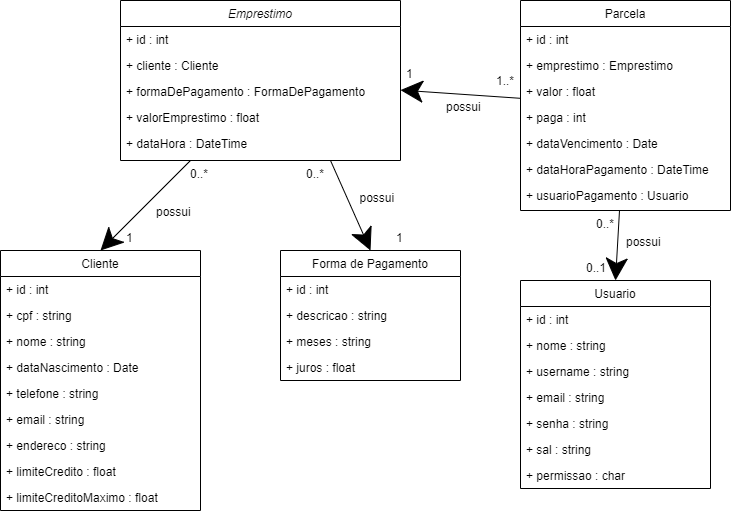 Emprestimo
+ id : int
+ cliente : Cliente
+ formaDePagamento : FormaDePagamento
+ valorEmprestimo : float
+ dataHora : DateTime
1
1..*
possui
Parcela
+ id : int
+ emprestimo : Emprestimo
+ valor : float
+ paga : int
+ dataVencimento : Date
+ dataHoraPagamento : DateTime
+ usuarioPagamento : Usuario
0..*
possui
1
0..*
possui
1
0..*
possui
0..1
Cliente
+ id : int
+ cpf : string
+ nome : string
+ dataNascimento : Date
+ telefone : string
+ email : string
+ endereco : string
+ limiteCredito : float
+ limiteCreditoMaximo : float
Forma de Pagamento
+ id : int
+ descricao : string
+ meses : string
+ juros : float
Usuario
+ id : int
+ nome : string
+ username : string
+ email : string
+ senha : string
+ sal : string
+ permissao : char